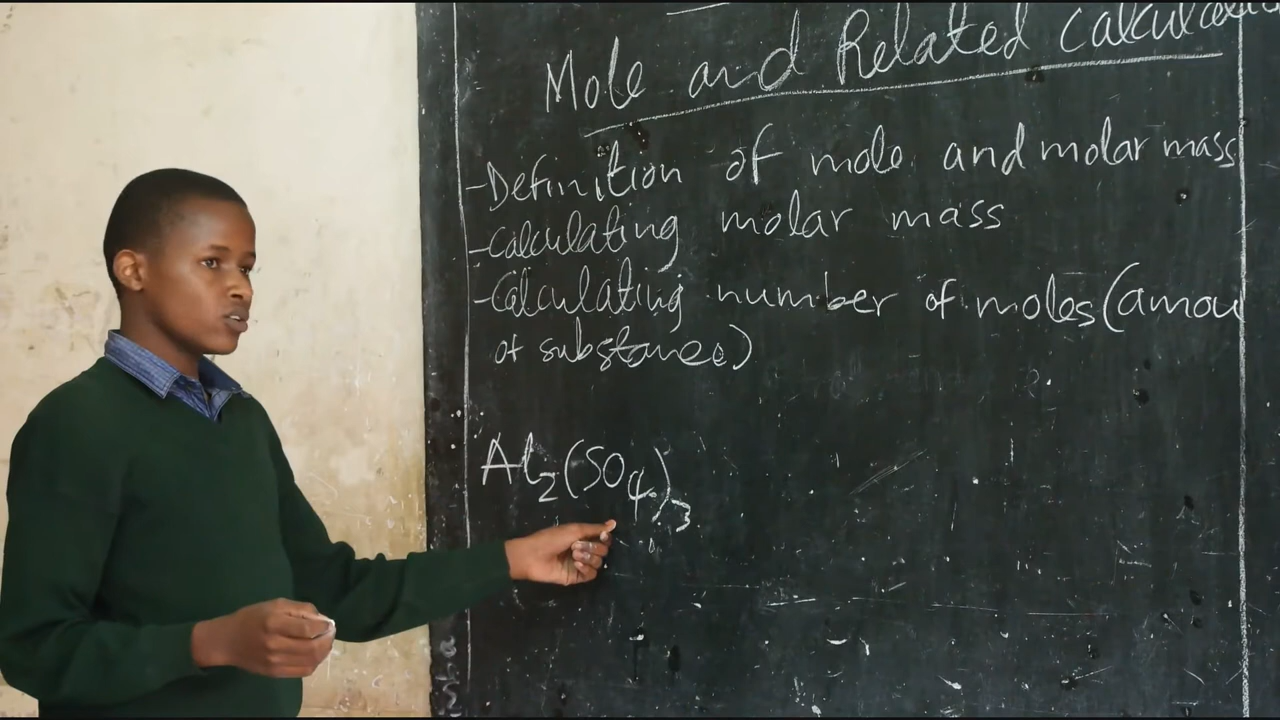 Mole and Related Calculatio
-Definition of mole and molar mass
-Calculating molar mass
-Calculating number of moles(amou
of substance)
Al2(SO4)3